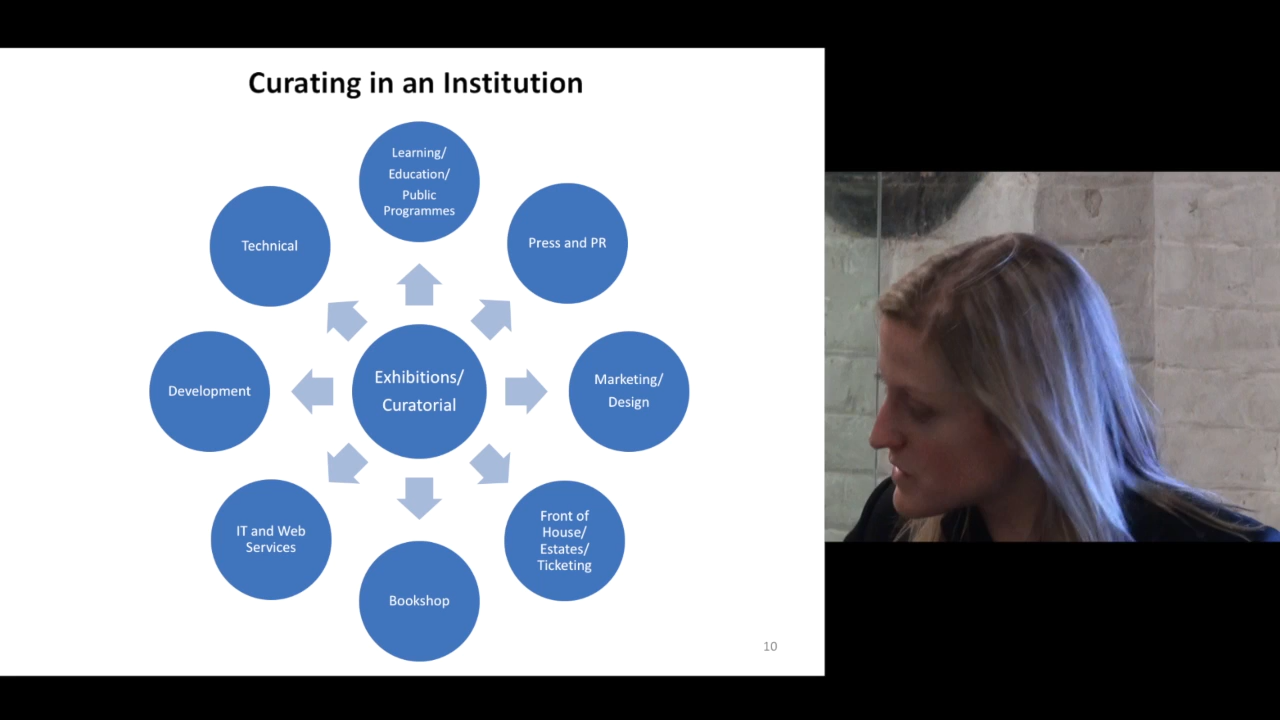 Curating in an Institution
Learning/
Education/
Public
Programmes
Press and PR
Technical
Marketing/
Design
Exhibitions/
Curatorial
Development
Front of
House/
Estates/
Ticketing
IT and Web
Services
Bookshop
10